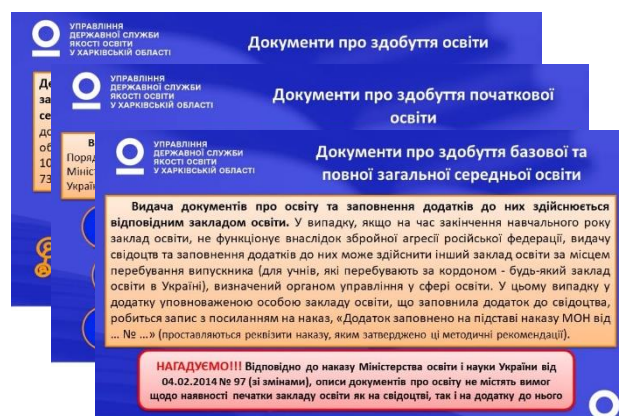 УПРАВЛІННЯ
ДЕРЖАВНОЇ СЛУЖБИ
ЯКОСТІ ОСВІТИ
У ХАРКІВСЬКІЙ ОБЛАСТІ
Документи про здобуття освіти
УПРАВЛІННЯ
ДЕРЖАВНОЇ СЛУЖБИ
ЯКОСТІ ОСВІТИ
У ХАРКІВСЬКІЙ ОБЛАСТІ
Документи про здобуття початкової
освіти
УПРАВЛІННЯ
ДЕРЖАВНОЇ СЛУЖБИ
ЯКОСТІ ОСВІТИ
У ХАРКІВСЬКІЙ ОБЛАСТІ
Документи про здобуття базової та
повної загальної середньої освіти
Видача документів про освіту та заповнення додатків до них здійснюється
відповідним закладом освіти. У випадку, якщо на час закінчення навчального року
заклад освіти, не функціонує внаслідок збройної агресії російської федерації, видачу
свідоцтв та заповнення додатків до них може здійснити інший заклад освіти за місцем
перебування випускника (для учнів, які перебувають за кордоном - будь-який заклад
освіти в Україні), визначений органом управління у сфері освіти. У цьому випадку у
додатку уповноваженою особою закладу освіти, що заповнила додаток до свідоцтва,
робиться запис з посиланням на наказ, «Додаток заповнено на підставі наказу МОН від
... № ...» (проставляються реквізити наказу, яким затверджено ці методичні рекомендації).
НАГАДУЄМО!!! Відповідно до наказу Міністерства освіти і науки України від
04.02.2014 № 97 (зі змінами), описи документів про освіту не містять вимог
щодо наявності печатки закладу освіти як на свідоцтві, так і на додатку до нього